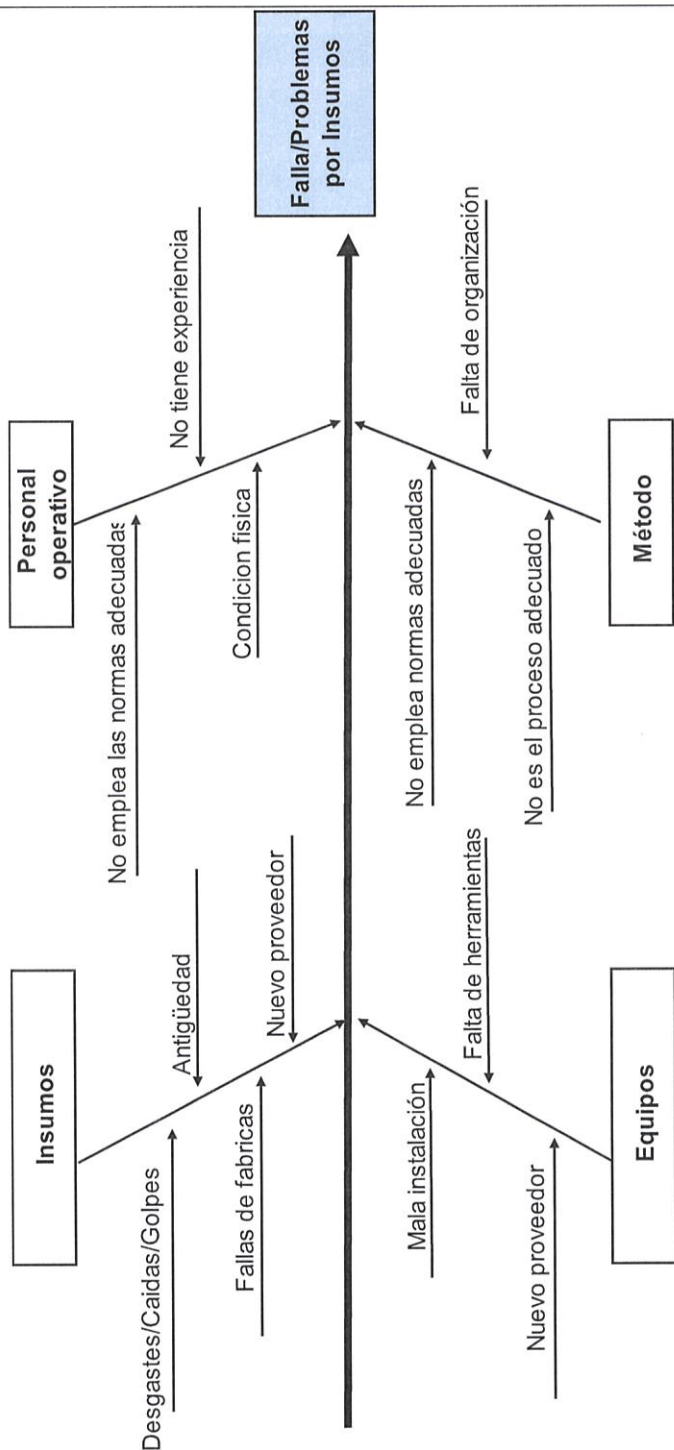 Insumos
Personal
operativo
Desgastes/Caidas/Golpes
Antigüedad
Fallas de fabricas
Nuevo proveedor
No emplea las normas adecuadas
No tiene experiencia
Condicion fisica
Falla/Problemas
por Insumos
Mala instalación
Falta de herramientas
Nuevo proveedor
No emplea normas adecuadas
Falta de organización
No es el proceso adecuado
Equipos
Método